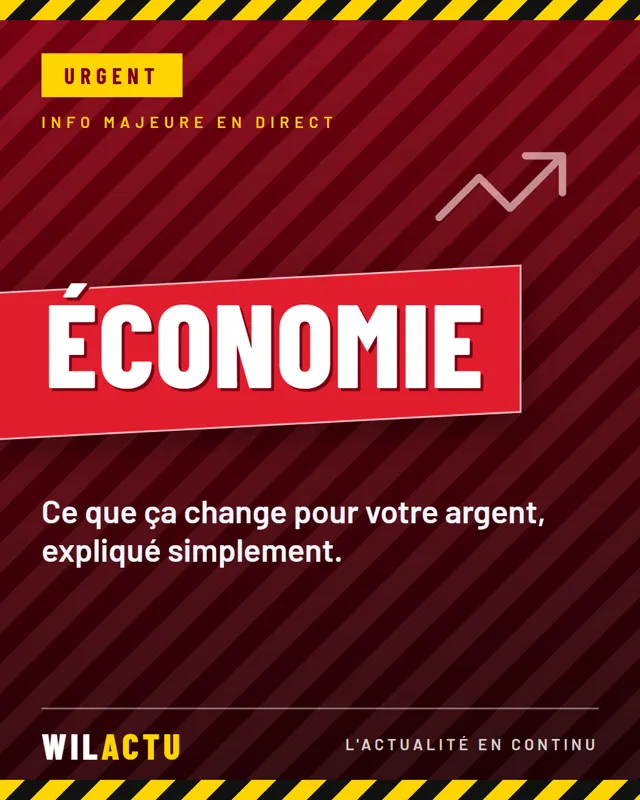 URGENT
INFO MAJEURE EN DIRECT
ÉCONOMIE
Ce que ça change pour votre argent,
expliqué simplement.
WILACTU
L'ACTUALITÉ EN CONTINU